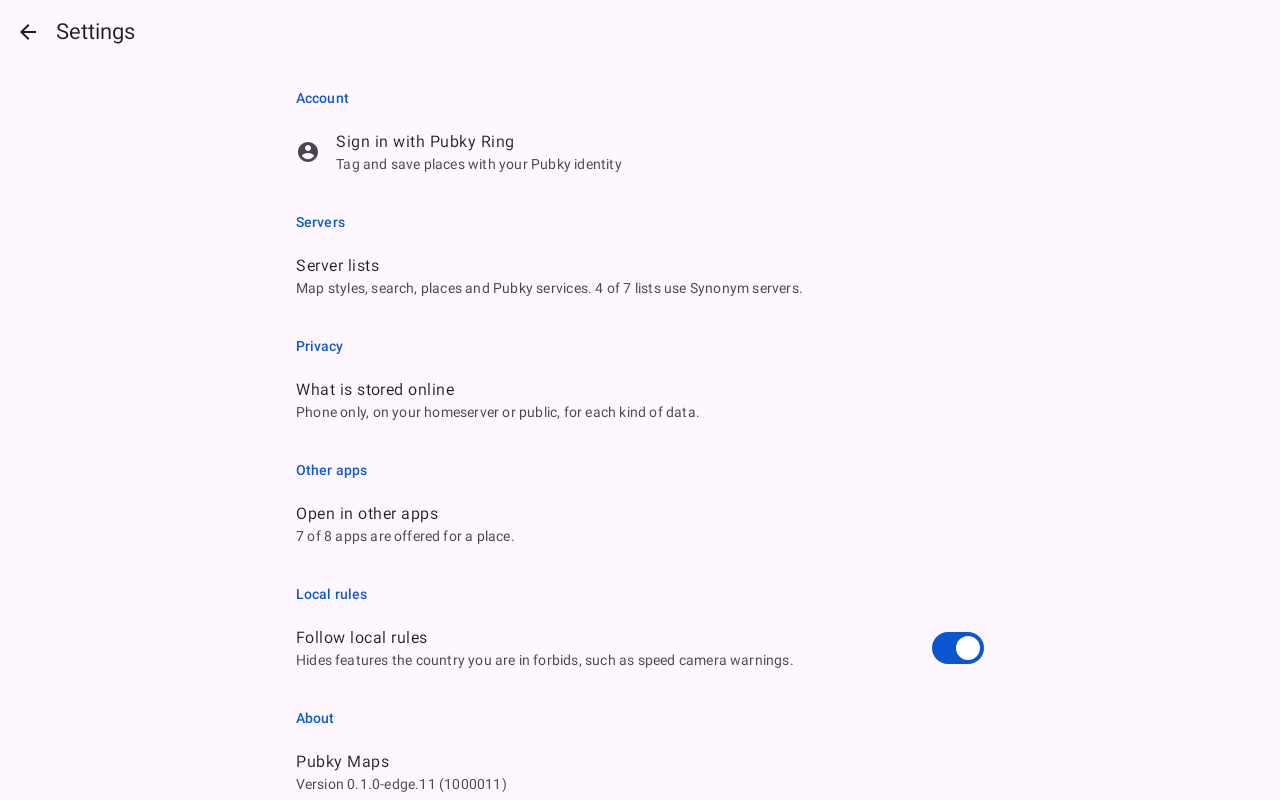 Settings
Account
Sign in with Pubky Ring
Tag and save places with your Pubky identity
Servers
Server lists
Map styles, search, places and Pubky services. 4 of 7 lists use Synonym servers.
Privacy
What is stored online
Phone only, on your homeserver or public, for each kind of data.
Other apps
Open in other apps
7 of 8 apps are offered for a place.
Local rules
Follow local rules
Hides features the country you are in forbids, such as speed camera warnings.
About
Pubky Maps
Version 0.1.0-edge.11 (1000011)